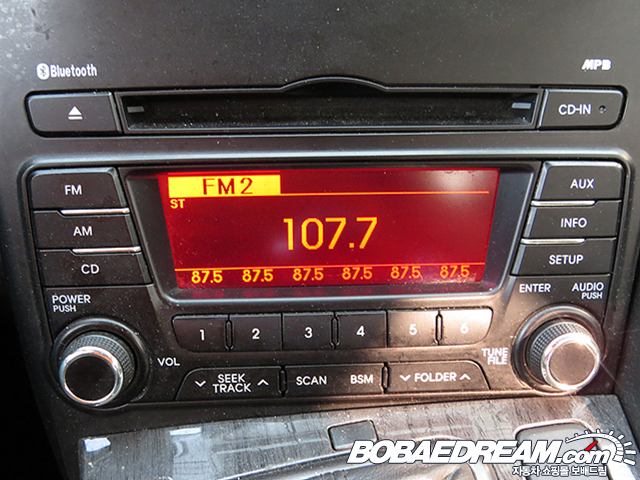 Bluetooth
MP3
CD-IN
FM
AM
CD
FM2
ST
107.7
87.5 87.5 87.5 87.5 87.5 87.5
AUX
INFO
SETUP
POWER
PUSH
ENTER
AUDIO
PUSH
1 2 3 4 5 6
VOL
TUNE
FILE
SEEK
TRACK
SCAN
BSM
FOLDER
BOBAEDREAM.com
자동차 쇼핑몰 보배드림